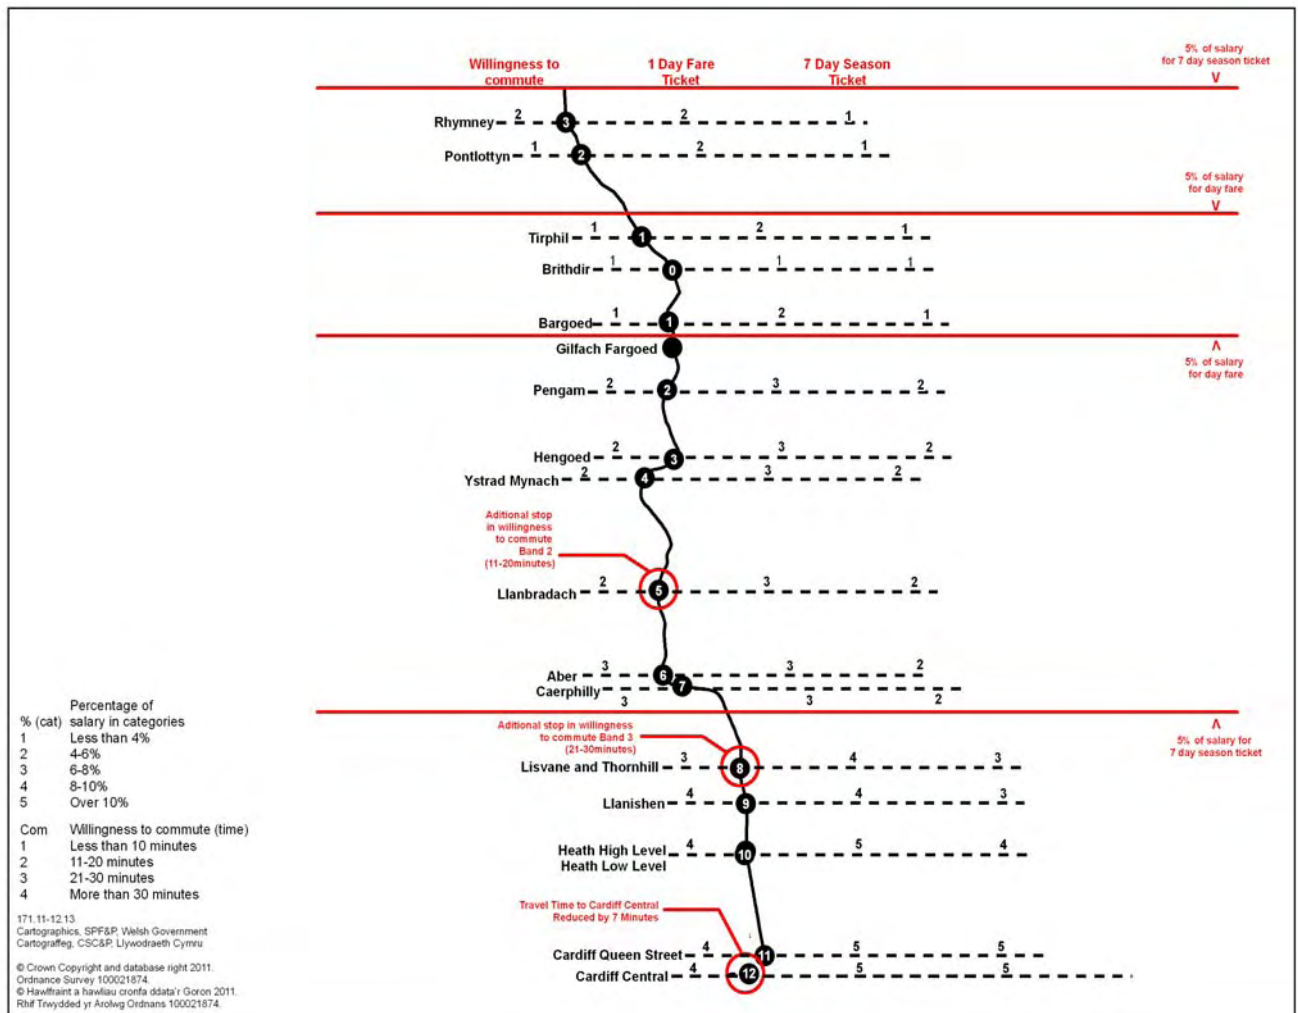 Willingness to
commute
1 Day Fare
Ticket
7 Day Season
Ticket
5% of salary
for 7 day season ticket
V
Rhymney 2 3 2 1
Pontlottyn 1 2 2 1
5% of salary
for day fare
V
Tirphil 1 1 2 1
Brithdir 1 0 1 1
Bargoed 1 1 2 1
Gilfach Fargoed
Λ
5% of salary
for day fare
Pengam 2 2 3 2
Hengoed 2 3 3 2
Ystrad Mynach 2 4 3 2
Aditional stop
in willingness
to commute
Band 2
(11-20minutes)
Llanbradach 2 5 3 2
Aber 3 6 3 2
Caerphilly 3 7 3 2
Aditional stop in willingness
to commute Band 3
(21-30minutes)
Λ
5% of salary for
7 day season ticket
Lisvane and Thornhill 3 8 4 3
Llanishen 4 9 4 3
Heath High Level 4 10 5 4
Heath Low Level
Travel Time to Cardiff Central
Reduced by 7 Minutes
Cardiff Queen Street 4 11 5 5
Cardiff Central 4 12 5 5
Percentage of
% (cat) salary in categories
1 Less than 4%
2 4-6%
3 6-8%
4 8-10%
5 Over 10%
Com Willingness to commute (time)
1 Less than 10 minutes
2 11-20 minutes
3 21-30 minutes
4 More than 30 minutes
171.11-12.13
Cartographics, SPF&P, Welsh Government
Cartograffeg, CSC&P, Llywodraeth Cymru
© Crown Copyright and database right 2011.
Ordnance Survey 100021874.
© Hawlfraint a hawliau cronfa ddata'r Goron 2011.
Rhif Trwydded yr Arolwg Ordnans 100021874.